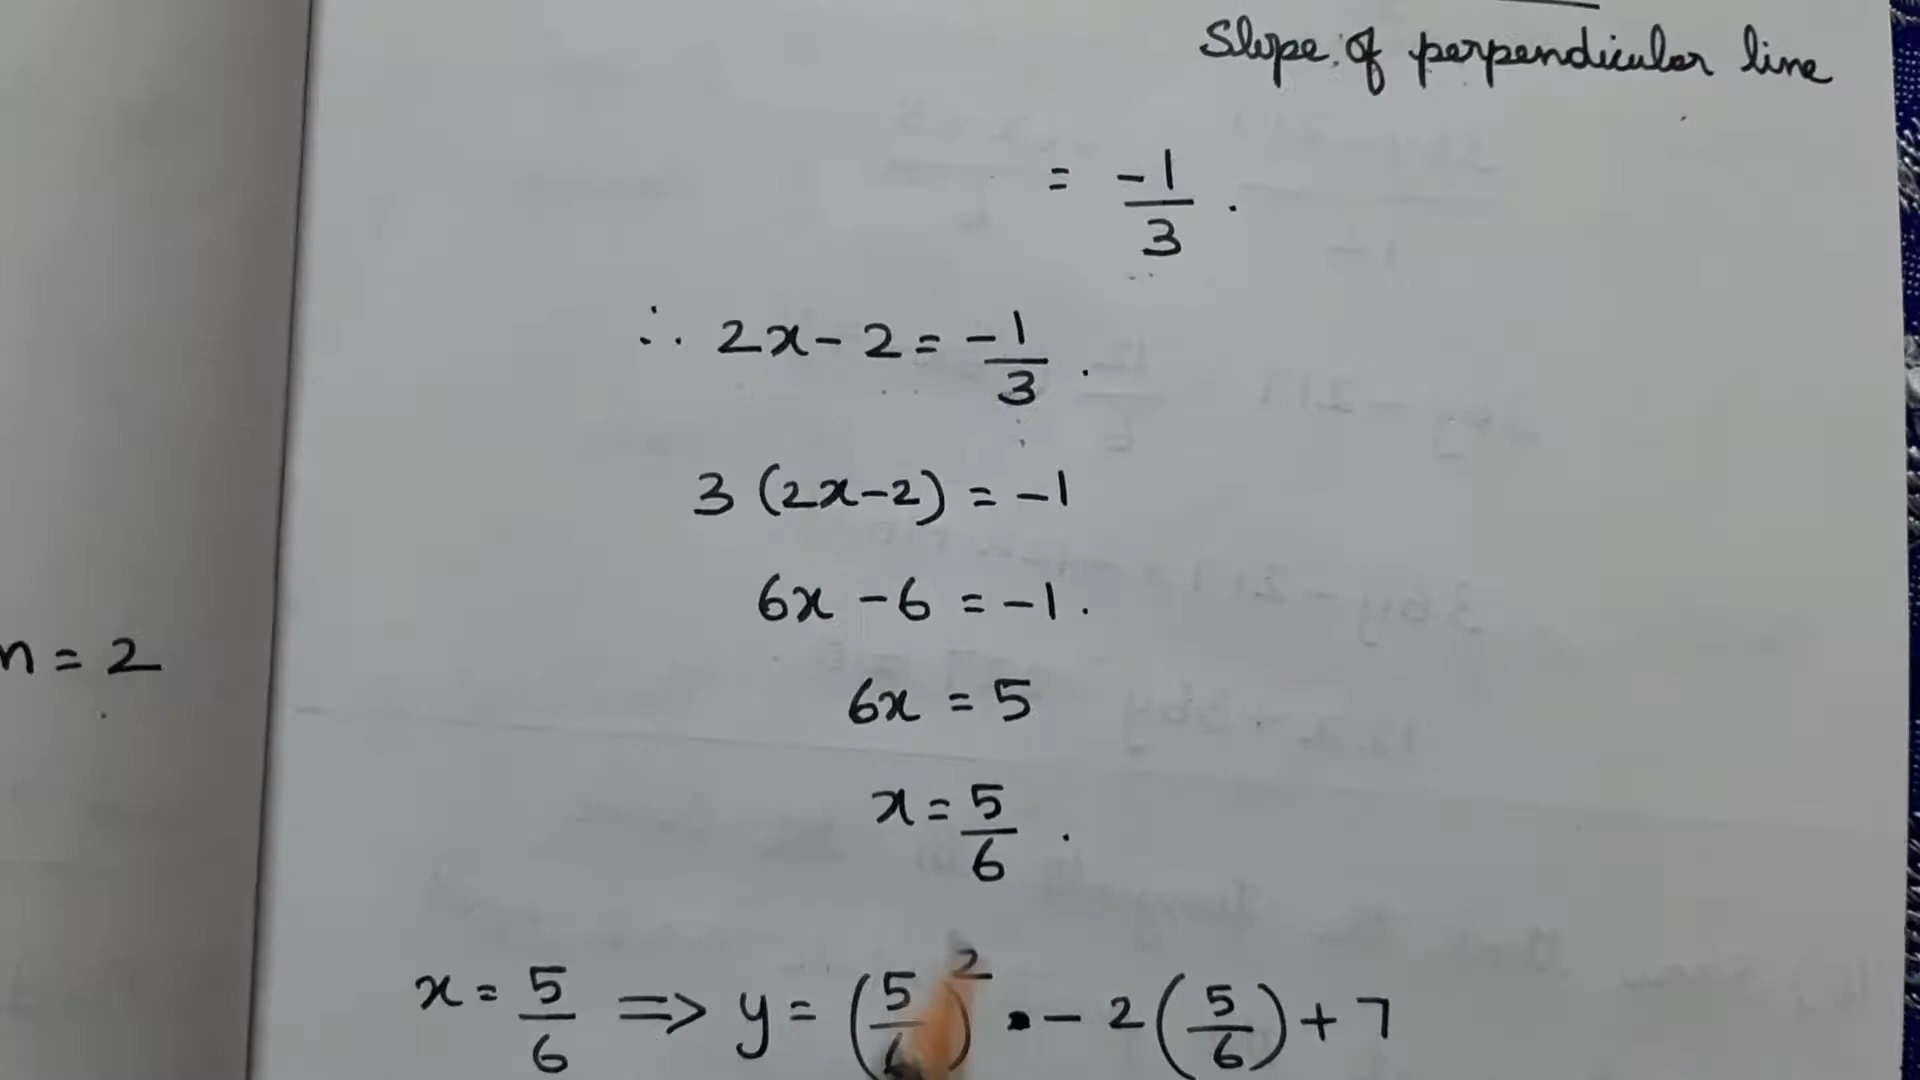 Slope of perpendicular line
= -1/3 .
∴ 2x - 2 = -1/3 .
3 (2x-2) = -1
6x - 6 = -1 .
n = 2
6x = 5
x = 5/6 .
x = 5/6 => y = (5/6)² - 2(5/6) + 7